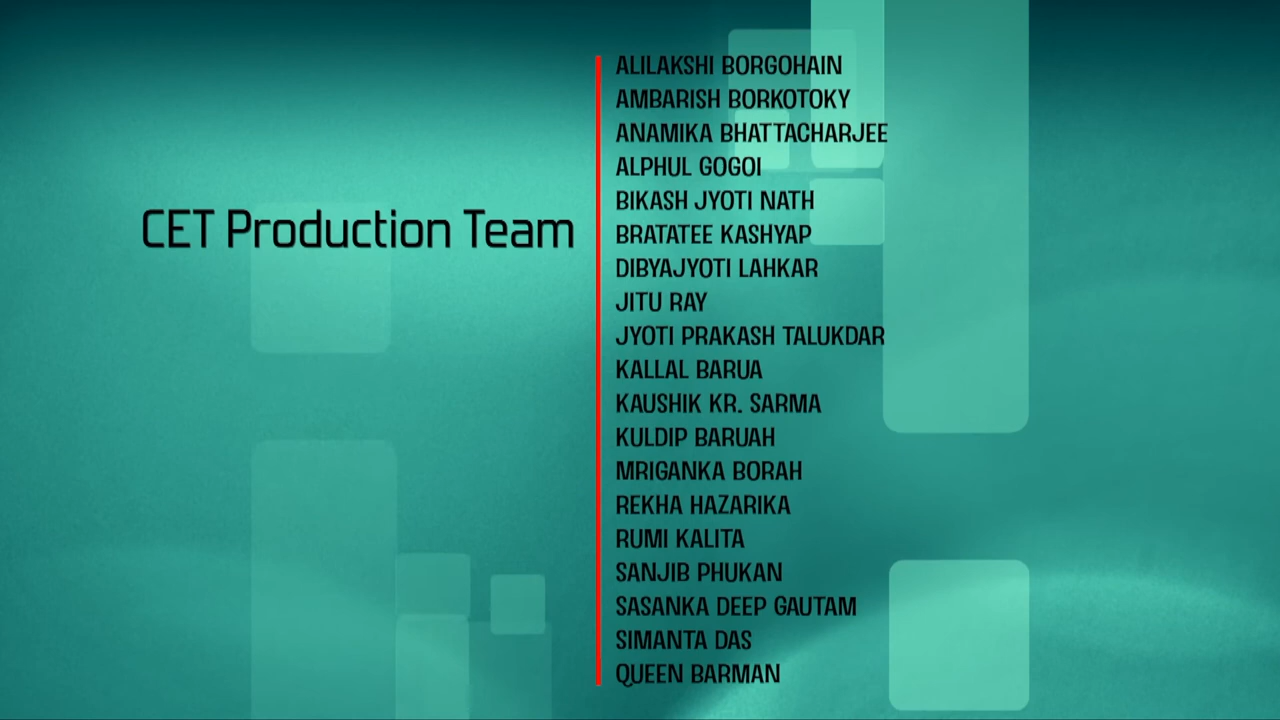 CET Production Team
ALILAKSHI BORGOHAIN
AMBARISH BORKOTOKY
ANAMIKA BHATTACHARJEE
ALPHUL GOGOI
BIKASH JYOTI NATH
BRATATEE KASHYAP
DIBYAJYOTI LAHKAR
JITU RAY
JYOTI PRAKASH TALUKDAR
KALLAL BARUA
KAUSHIK KR. SARMA
KULDIP BARUAH
MRIGANKA BORAH
REKHA HAZARIKA
RUMI KALITA
SANJIB PHUKAN
SASANKA DEEP GAUTAM
SIMANTA DAS
QUEEN BARMAN